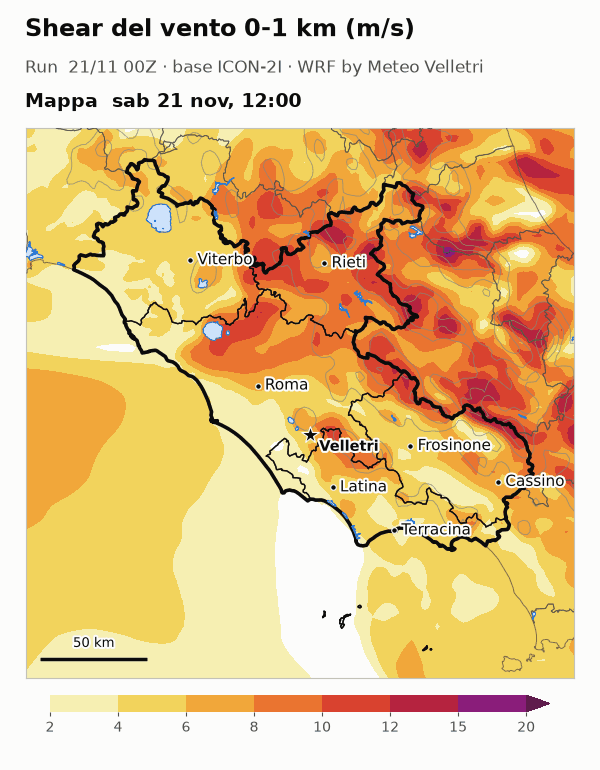 Shear del vento 0-1 km (m/s)
Run  21/11 00Z · base ICON-2I · WRF by Meteo Velletri
Mappa  sab 21 nov, 12:00
Viterbo
Rieti
Roma
Velletri
Frosinone
Cassino
Latina
Terracina
50 km
2 4 6 8 10 12 15 20